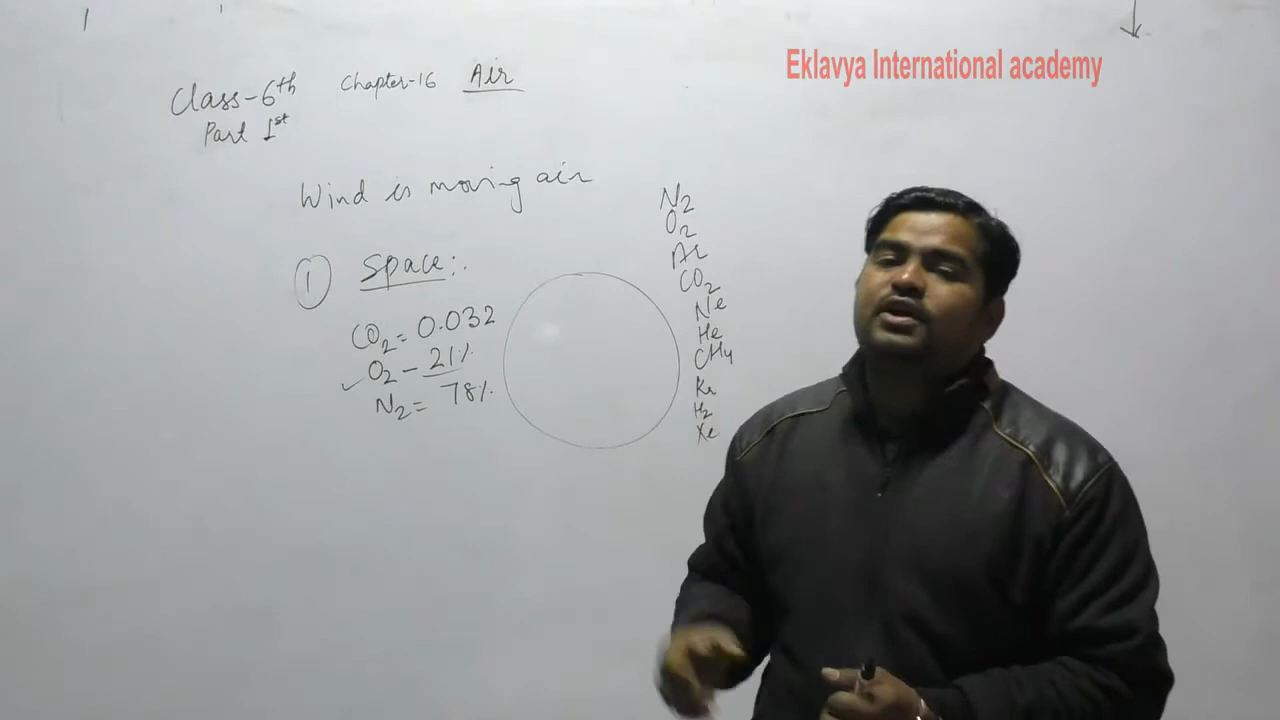 Eklavya International academy
Class-6th Chapter-16 Air
Part 1st
Wind is moving air
① Space:.
CO2 = 0.032
✓ O2 - 21%
N2 = 78%
N2
O2
Ar
CO2
Ne
He
CH4
Kr
H2
Xe